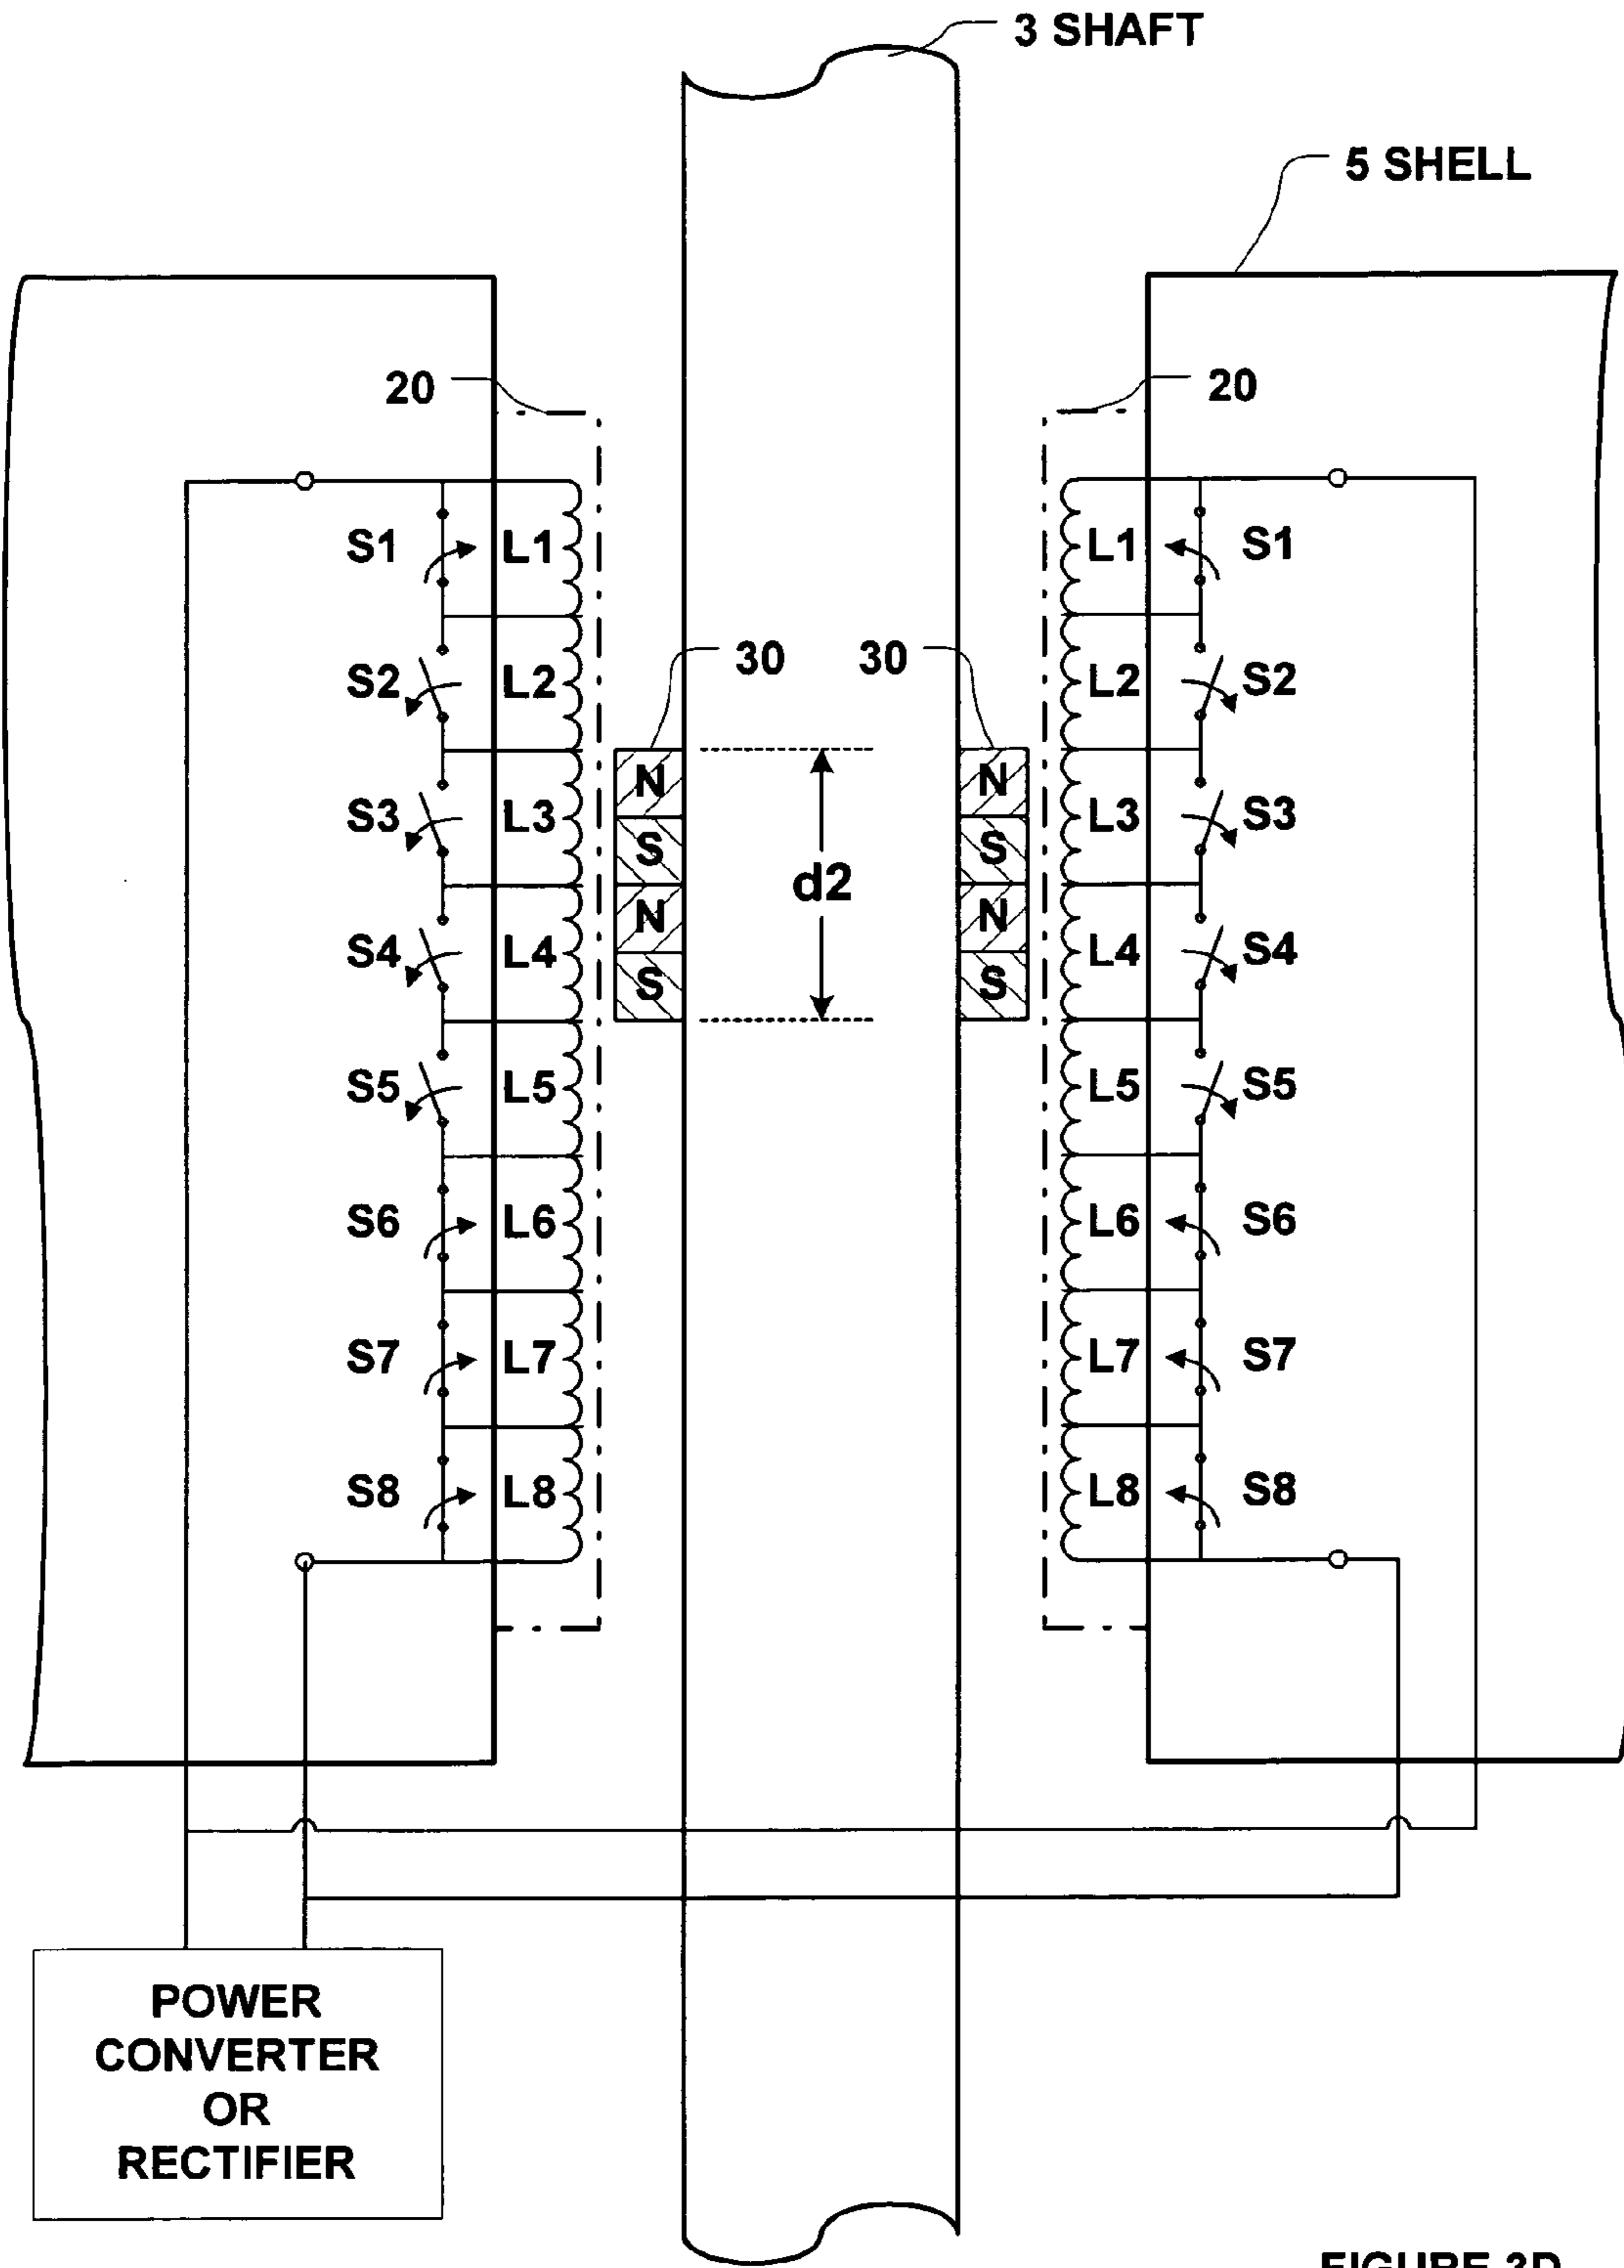 3 SHAFT
5 SHELL
20 20
S1 L1 L1 S1
30 30
S2 L2 L2 S2
N N
S3 L3 L3 S3
S S
d2
N N
S4 L4 L4 S4
S S
S5 L5 L5 S5
S6 L6 L6 S6
S7 L7 L7 S7
S8 L8 L8 S8
POWER
CONVERTER
OR
RECTIFIER
FIGURE 3D